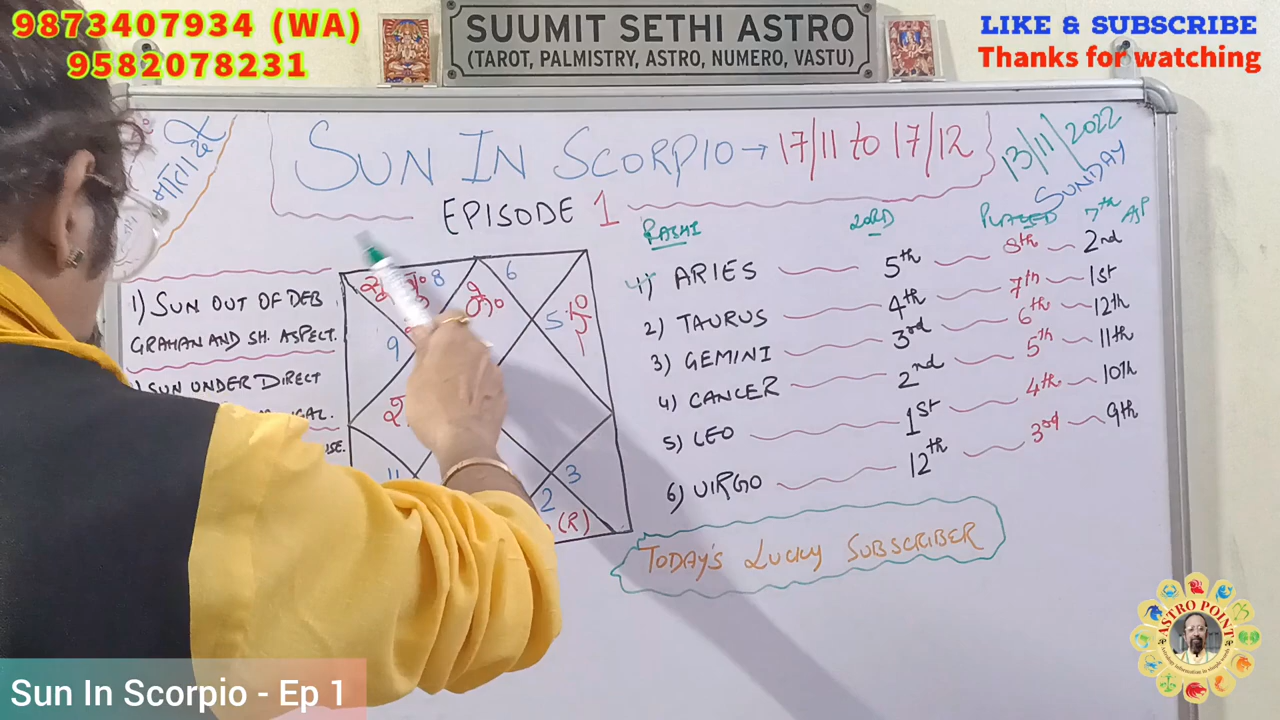 9873407934 (WA)
9582078231
SUUMIT SETHI ASTRO
(TAROT, PALMISTRY, ASTRO, NUMERO, VASTU)
LIKE & SUBSCRIBE
Thanks for watching
SUN IN SCORPIO → 17/11 to 17/12
13/11/2022
SUNDAY
EPISODE 1
RASHI LORD PLACED 7th ASP
1) ARIES 5th 8th 2nd
2) TAURUS 4th 7th 1st
3) GEMINI 3rd 6th 12th
4) CANCER 2nd 5th 11th
5) LEO 1st 4th 10th
6) VIRGO 12th 3rd 9th
1) SUN OUT OF DEB
GRAHAN AND SH. ASPECT.
SUN UNDER DIRECT
8
6
5
9
11
3
2
(R)
TODAY'S LUCKY SUBSCRIBER
ASTRO POINT
Sun In Scorpio - Ep 1